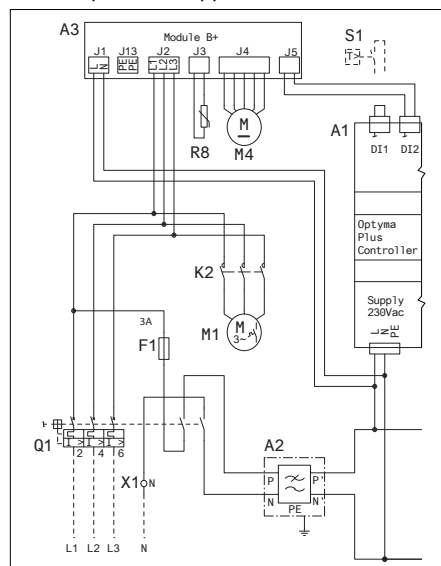 A3
Module B+
J1
J13
J2
J3
J4
J5
L
N
PE
PE
L1
L2
L3
S1
T>
R8
M
M4
A1
DI1
DI2
Optyma
Plus
Controller
K2
Supply
230Vac
L
N
PE
M
3~
M1
3A
F1
Q1
I >
I >
I >
2
4
6
X1
N
A2
P
P'
N
N'
PE
L1
L2
L3
N